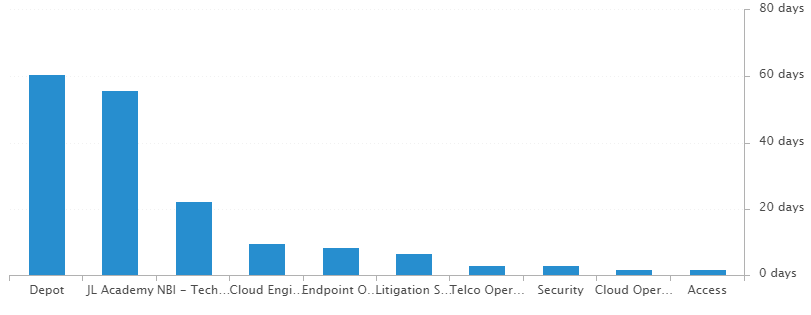 80 days
60 days
40 days
20 days
0 days
Depot JL Academy NBI - Tech... Cloud Engi... Endpoint O... Litigation S... Telco Oper... Security Cloud Oper... Access